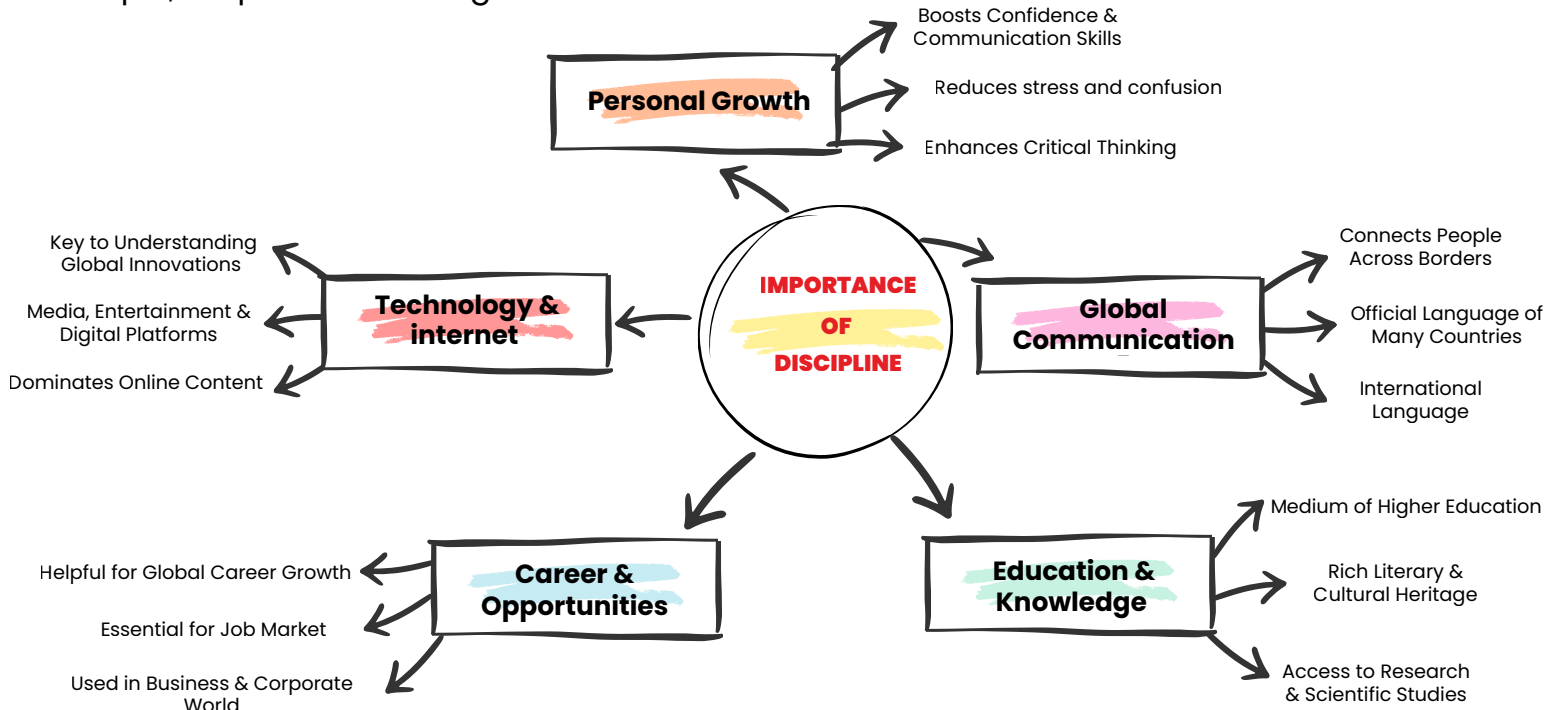 Boosts Confidence &
Communication Skills
Personal Growth
Reduces stress and confusion
Enhances Critical Thinking
Key to Understanding
Global Innovations
Technology &
internet
Media, Entertainment &
Digital Platforms
Dominates Online Content
IMPORTANCE
OF
DISCIPLINE
Global
Communication
Connects People
Across Borders
Official Language of
Many Countries
International
Language
Career &
Opportunities
Helpful for Global Career Growth
Essential for Job Market
Used in Business & Corporate
World
Education &
Knowledge
Medium of Higher Education
Rich Literary &
Cultural Heritage
Access to Research
& Scientific Studies